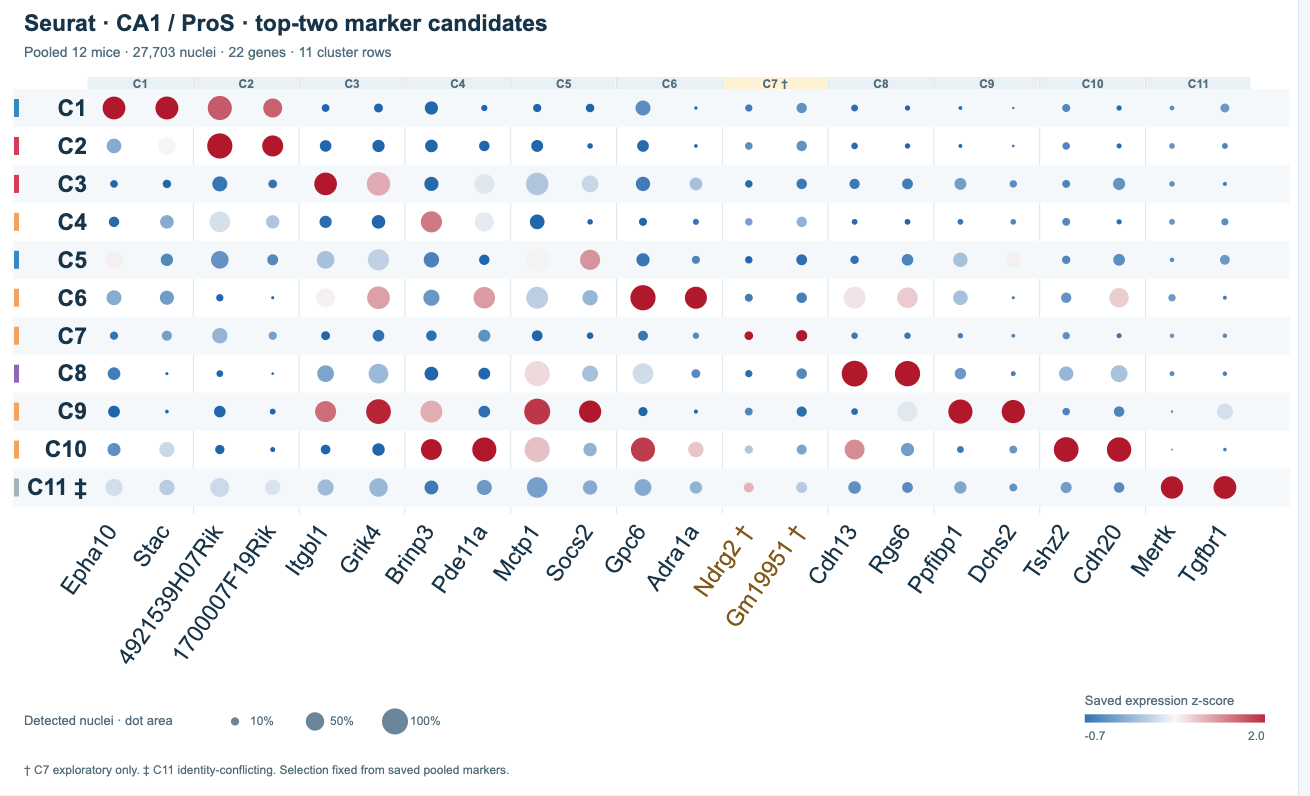 Seurat · CA1 / ProS · top-two marker candidates
Pooled 12 mice · 27,703 nuclei · 22 genes · 11 cluster rows
C1 C2 C3 C4 C5 C6 C7 † C8 C9 C10 C11
C1
C2
C3
C4
C5
C6
C7
C8
C9
C10
C11 ‡
Epha10 Stac 4921539H07Rik 1700007F19Rik Itgbl1 Grik4 Brinp3 Pde11a Mctp1 Socs2 Gpc6 Adra1a Ndrg2 † Gm19951 † Cdh13 Rgs6 Ppfibp1 Dchs2 Tshz2 Cdh20 Mertk Tgfbr1
Saved expression z-score
Detected nuclei · dot area 10% 50% 100%
-0.7 2.0
† C7 exploratory only. ‡ C11 identity-conflicting. Selection fixed from saved pooled markers.